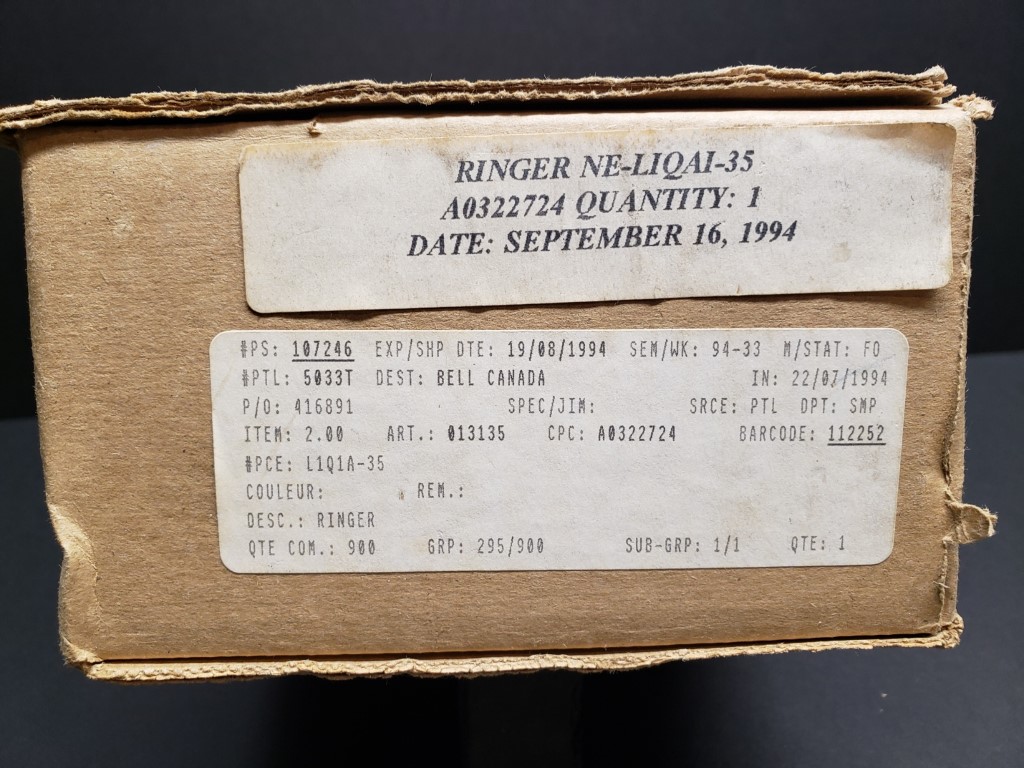 RINGER NE-LIQAI-35
A0322724 QUANTITY: 1
DATE: SEPTEMBER 16, 1994
#PS: 107246 EXP/SHP DTE: 19/08/1994 SEM/WK: 94-33 M/STAT: FO
#PTL: 5033T DEST: BELL CANADA IN: 22/07/1994
P/O: 416891 SPEC/JIM: SRCE: PTL DPT: SMP
ITEM: 2.00 ART.: 013135 CPC: A0322724 BARCODE: 112252
#PCE: L1Q1A-35
COULEUR: REM.:
DESC.: RINGER
QTE COM.: 900 GRP: 295/900 SUB-GRP: 1/1 QTE: 1